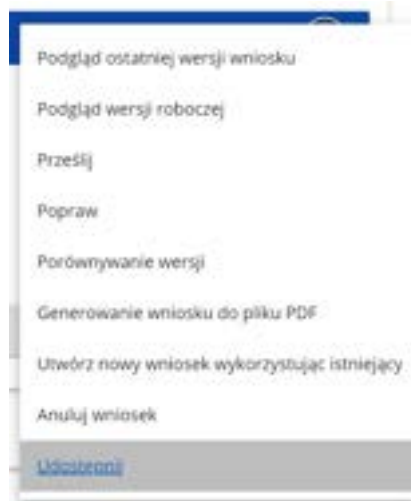 Podgląd ostatniej wersji wniosku
Podgląd wersji roboczej
Prześlij
Popraw
Porównywanie wersji
Generowanie wniosku do pliku PDF
Utwórz nowy wniosek wykorzystując istniejący
Anuluj wniosek
Udostępnij